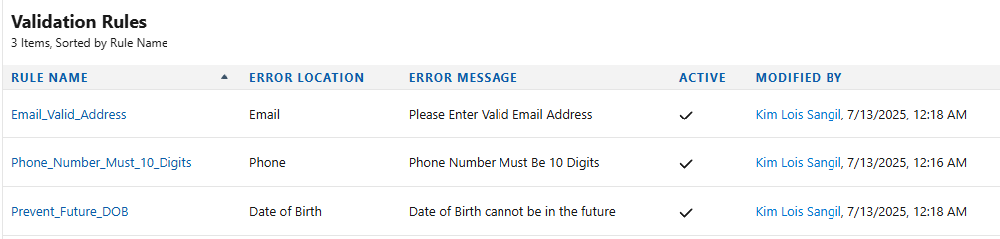 Validation Rules
3 Items, Sorted by Rule Name
RULE NAME ERROR LOCATION ERROR MESSAGE ACTIVE MODIFIED BY
Email_Valid_Address Email Please Enter Valid Email Address Kim Lois Sangil, 7/13/2025, 12:18 AM
Phone_Number_Must_10_Digits Phone Phone Number Must Be 10 Digits Kim Lois Sangil, 7/13/2025, 12:16 AM
Prevent_Future_DOB Date of Birth Date of Birth cannot be in the future Kim Lois Sangil, 7/13/2025, 12:18 AM